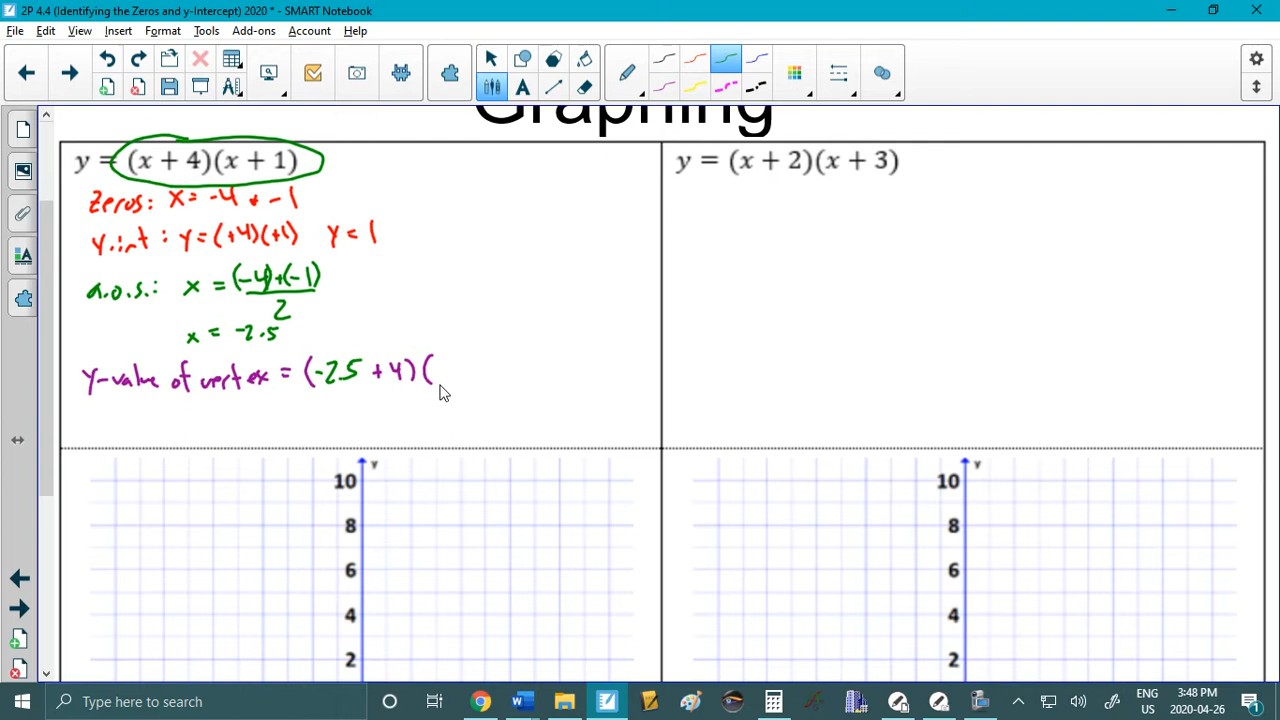 2P 4.4 (Identifying the Zeros and y-Intercept) 2020 * - SMART Notebook
File Edit View Insert Format Tools Add-ons Account Help
Graphing
y = (x + 4)(x + 1)
Zeros: x = -4 + -1
y.int : y = (+4)(+1) y = 1
a.o.s.: x = (-4)+(-1)
2
x = -2.5
y-value of vertex = (-2.5 + 4)(
y = (x + 2)(x + 3)
y
10
8
6
4
2
y
10
8
6
4
2
Type here to search
ENG
US
3:48 PM
2020-04-26